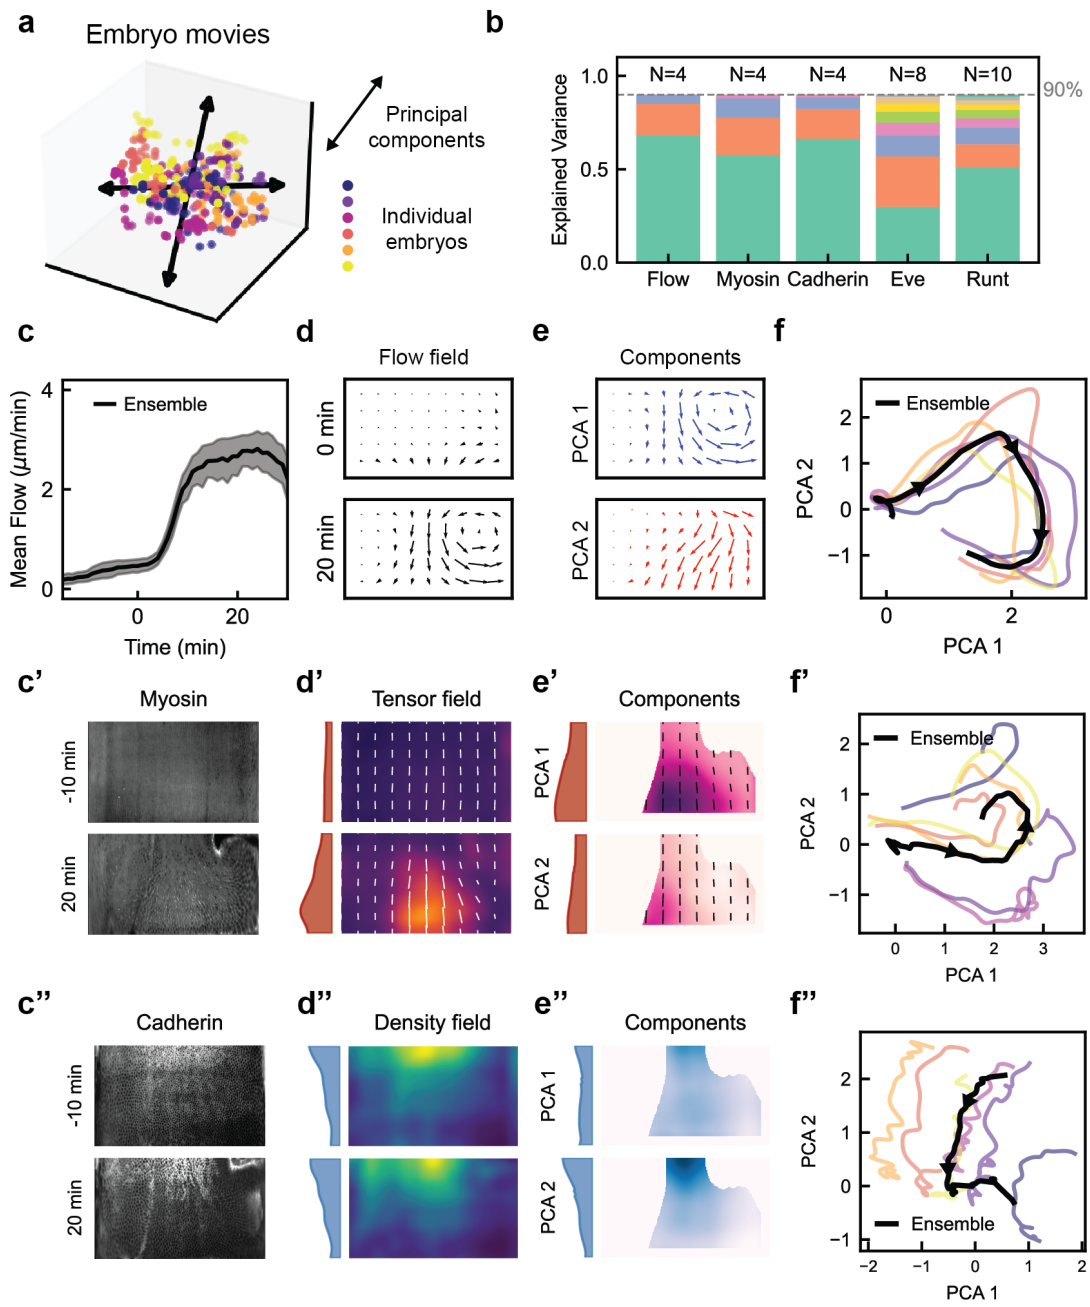 a
Embryo movies
Principal
components
Individual
embryos
b
1.0
0.5
0.0
Explained Variance
N=4
N=4
N=4
N=8
N=10
90%
Flow
Myosin
Cadherin
Eve
Runt
c
4
2
0
Mean Flow (µm/min)
Ensemble
0
20
Time (min)
d
Flow field
0 min
20 min
e
Components
PCA 1
PCA 2
f
Ensemble
2
1
0
−1
PCA 2
0
2
PCA 1
c’
Myosin
-10 min
20 min
d’
Tensor field
e’
Components
PCA 1
PCA 2
f’
Ensemble
2
1
0
−1
PCA 2
0
1
2
3
PCA 1
c’’
Cadherin
-10 min
20 min
d’’
Density field
e’’
Components
PCA 1
PCA 2
f’’
2
1
0
−1
PCA 2
Ensemble
−2
−1
0
1
2
PCA 1